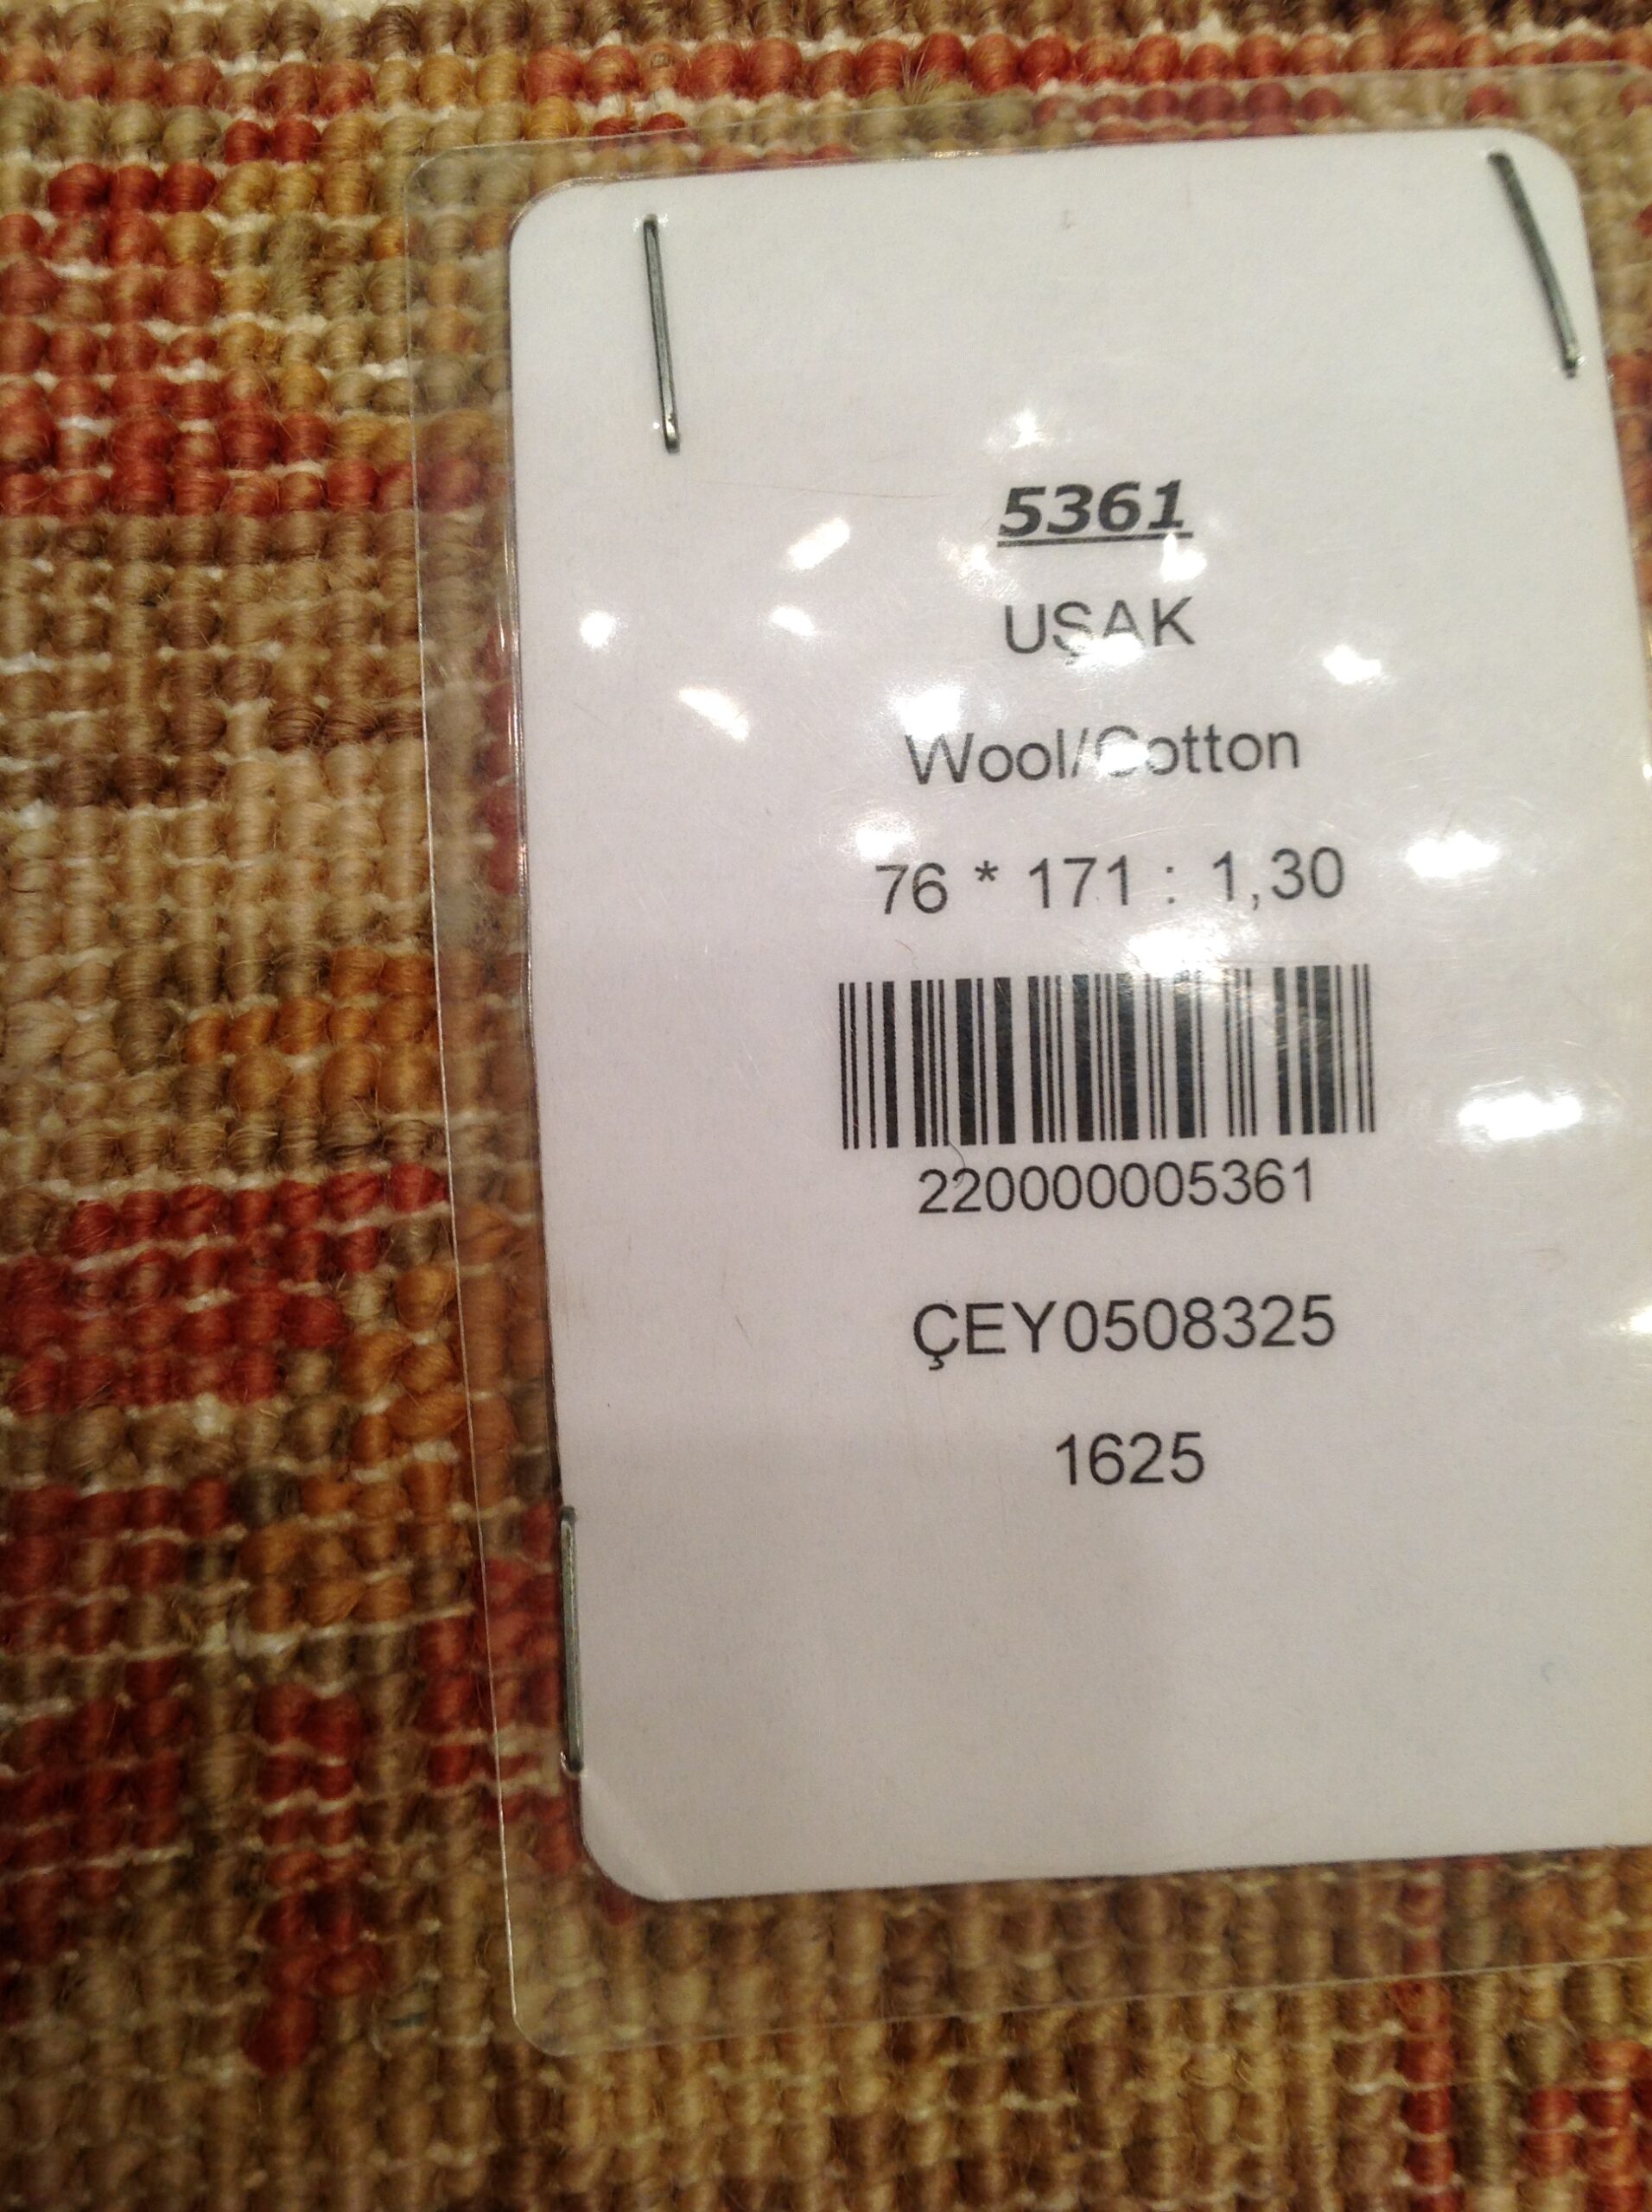 5361
UŞAK
Wool/Cotton
76 * 171 : 1,30
220000005361
ÇEY0508325
1625